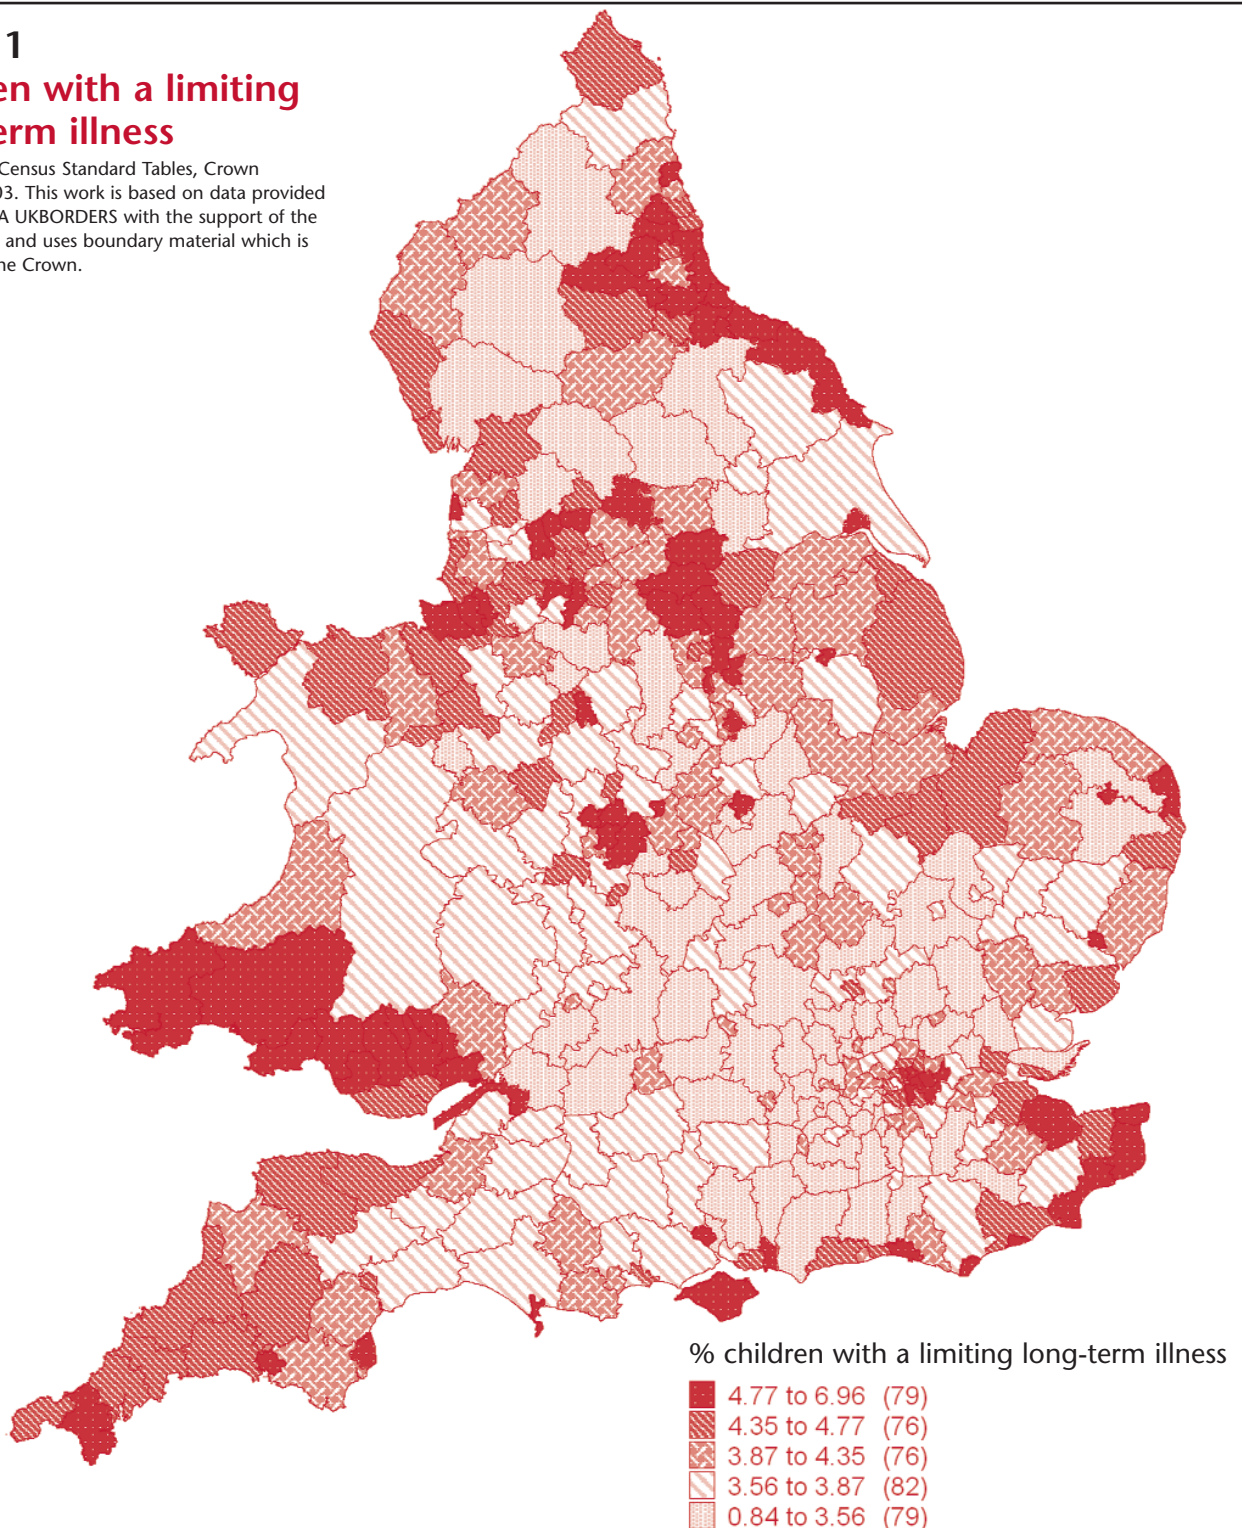 1
en with a limiting
erm illness
Census Standard Tables, Crown
03. This work is based on data provided
A UKBORDERS with the support of the
and uses boundary material which is
he Crown.
% children with a limiting long-term illness
4.77 to 6.96 (79)
4.35 to 4.77 (76)
3.87 to 4.35 (76)
3.56 to 3.87 (82)
0.84 to 3.56 (79)